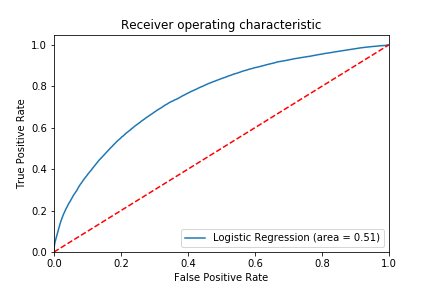 Receiver operating characteristic
1.0
0.8
0.6
0.4
0.2
0.0
True Positive Rate
Logistic Regression (area = 0.51)
0.0 0.2 0.4 0.6 0.8 1.0
False Positive Rate